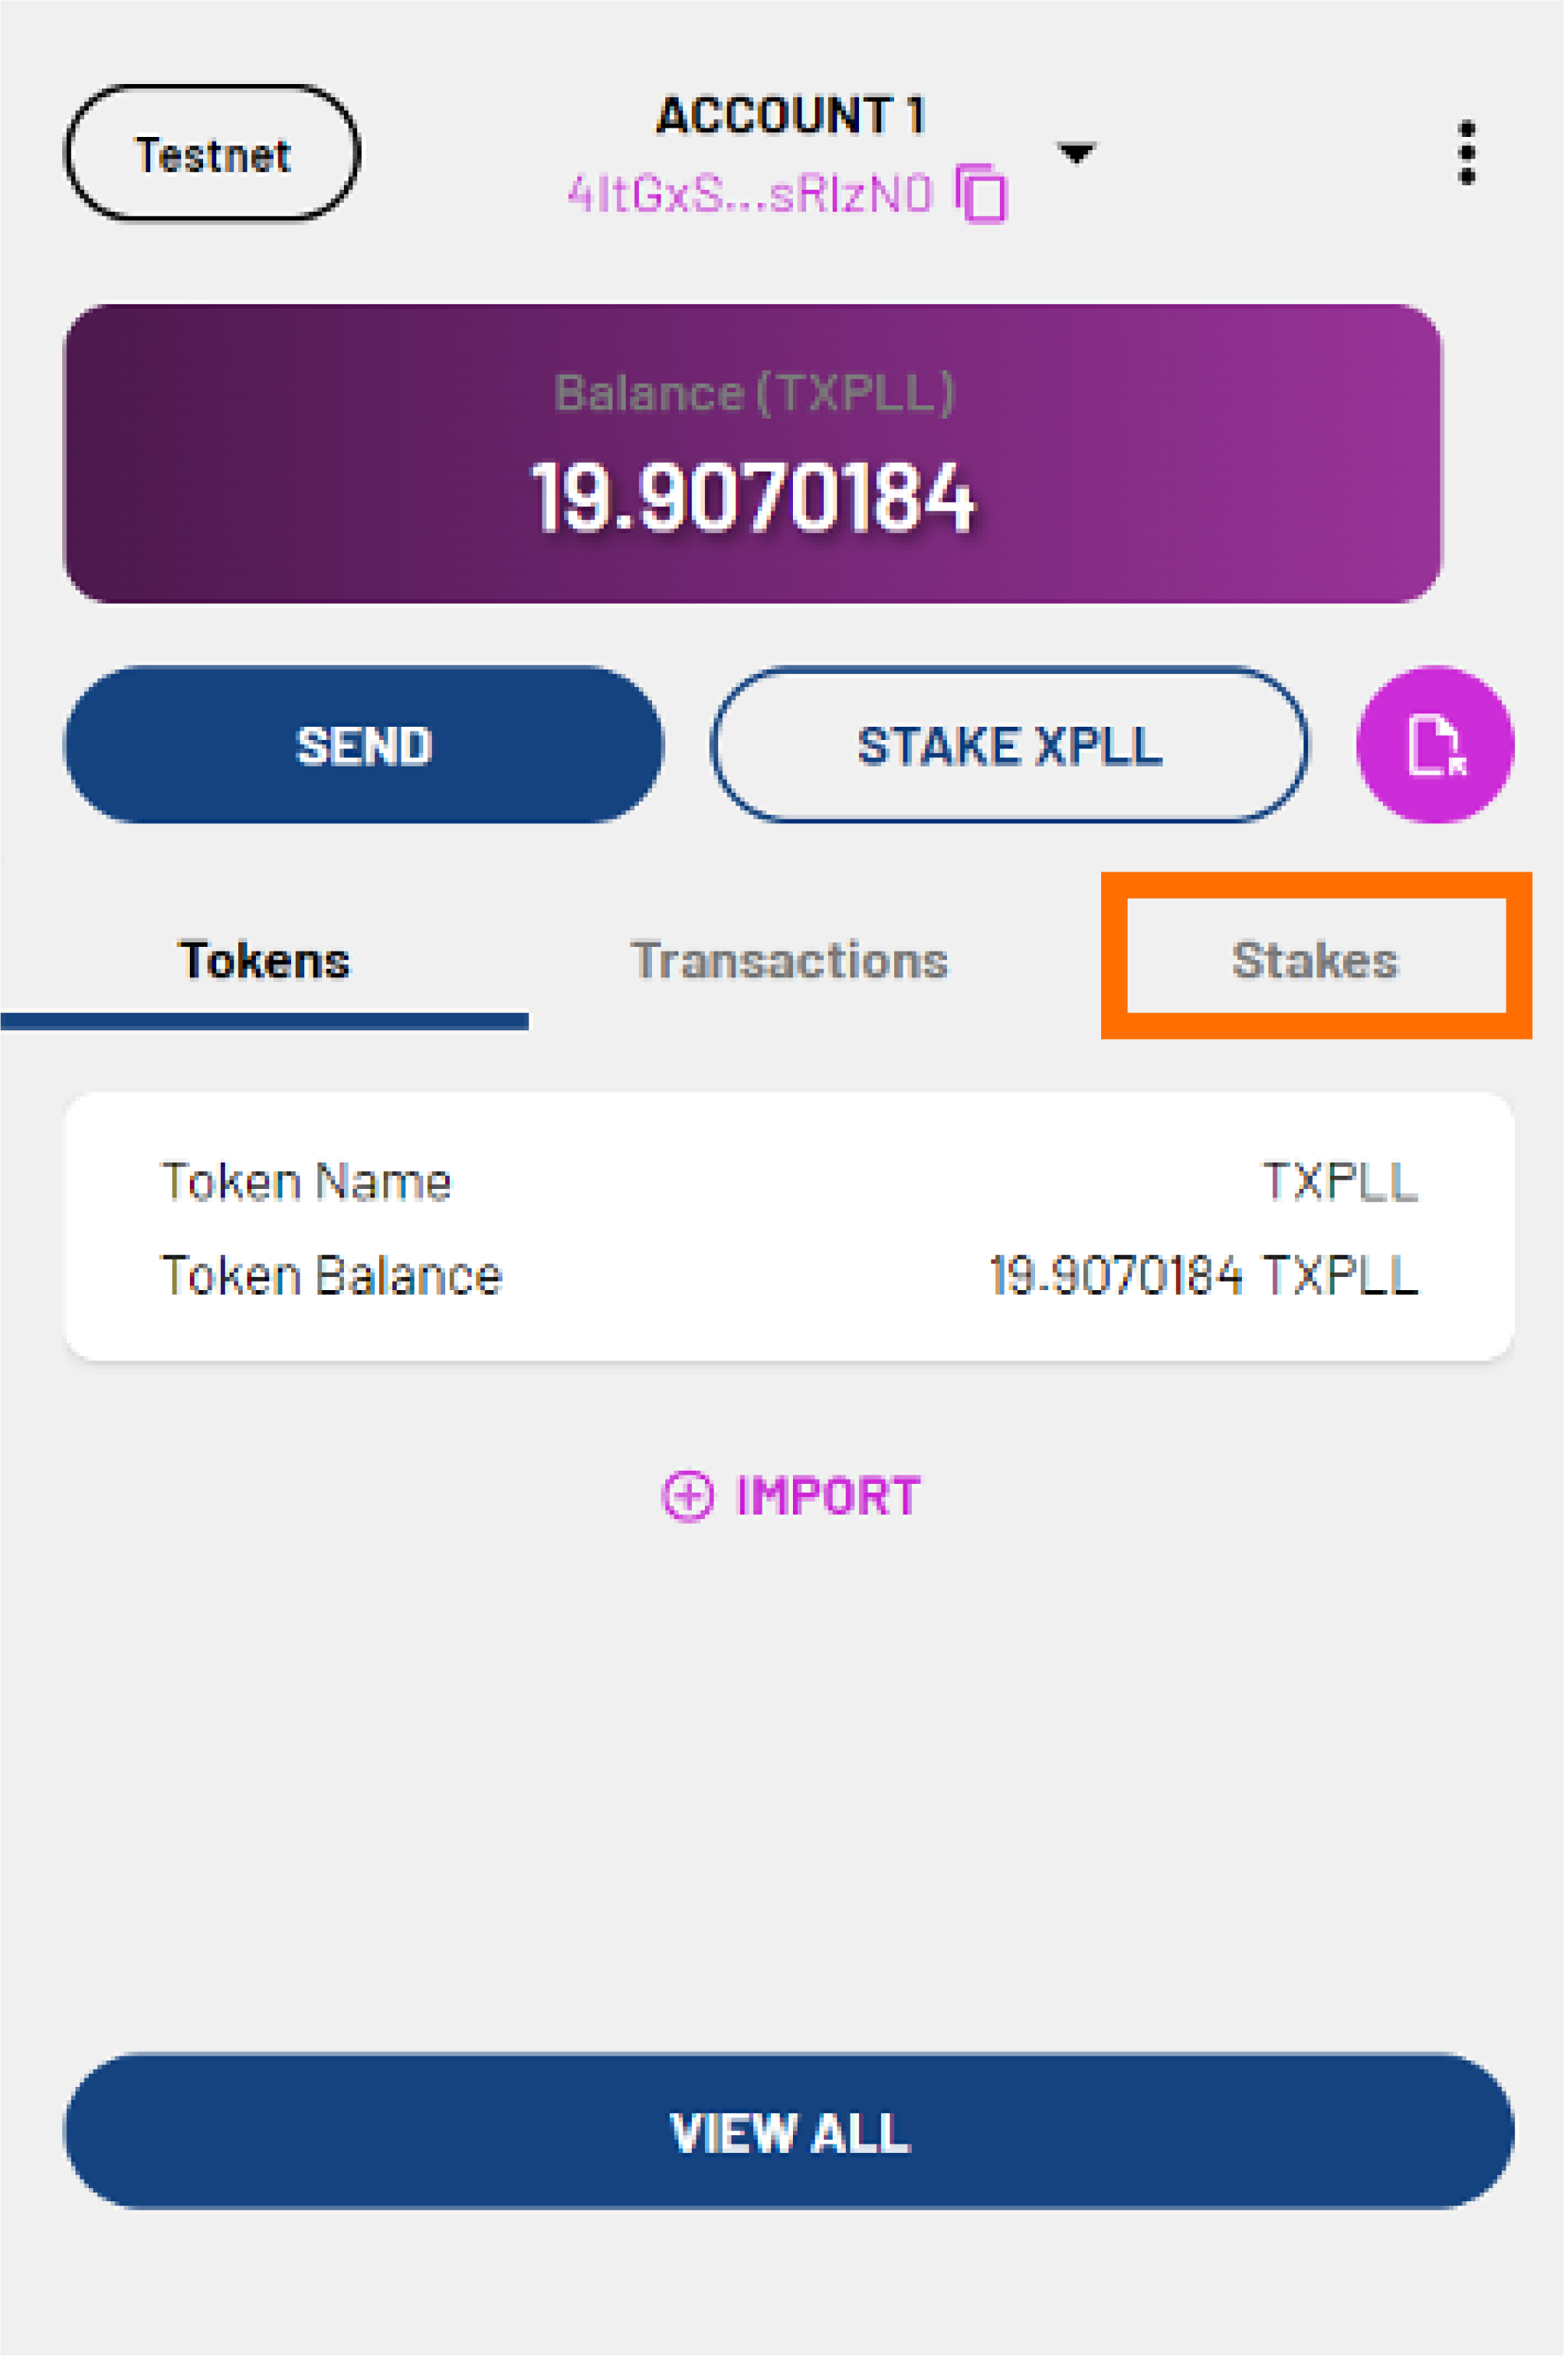 Testnet
ACCOUNT 1
4ItGxS...sRIzN0
Balance (TXPLL)
19.9070184
SEND
STAKE XPLL
Tokens
Transactions
Stakes
Token Name
TXPLL
Token Balance
19.9070184 TXPLL
IMPORT
VIEW ALL